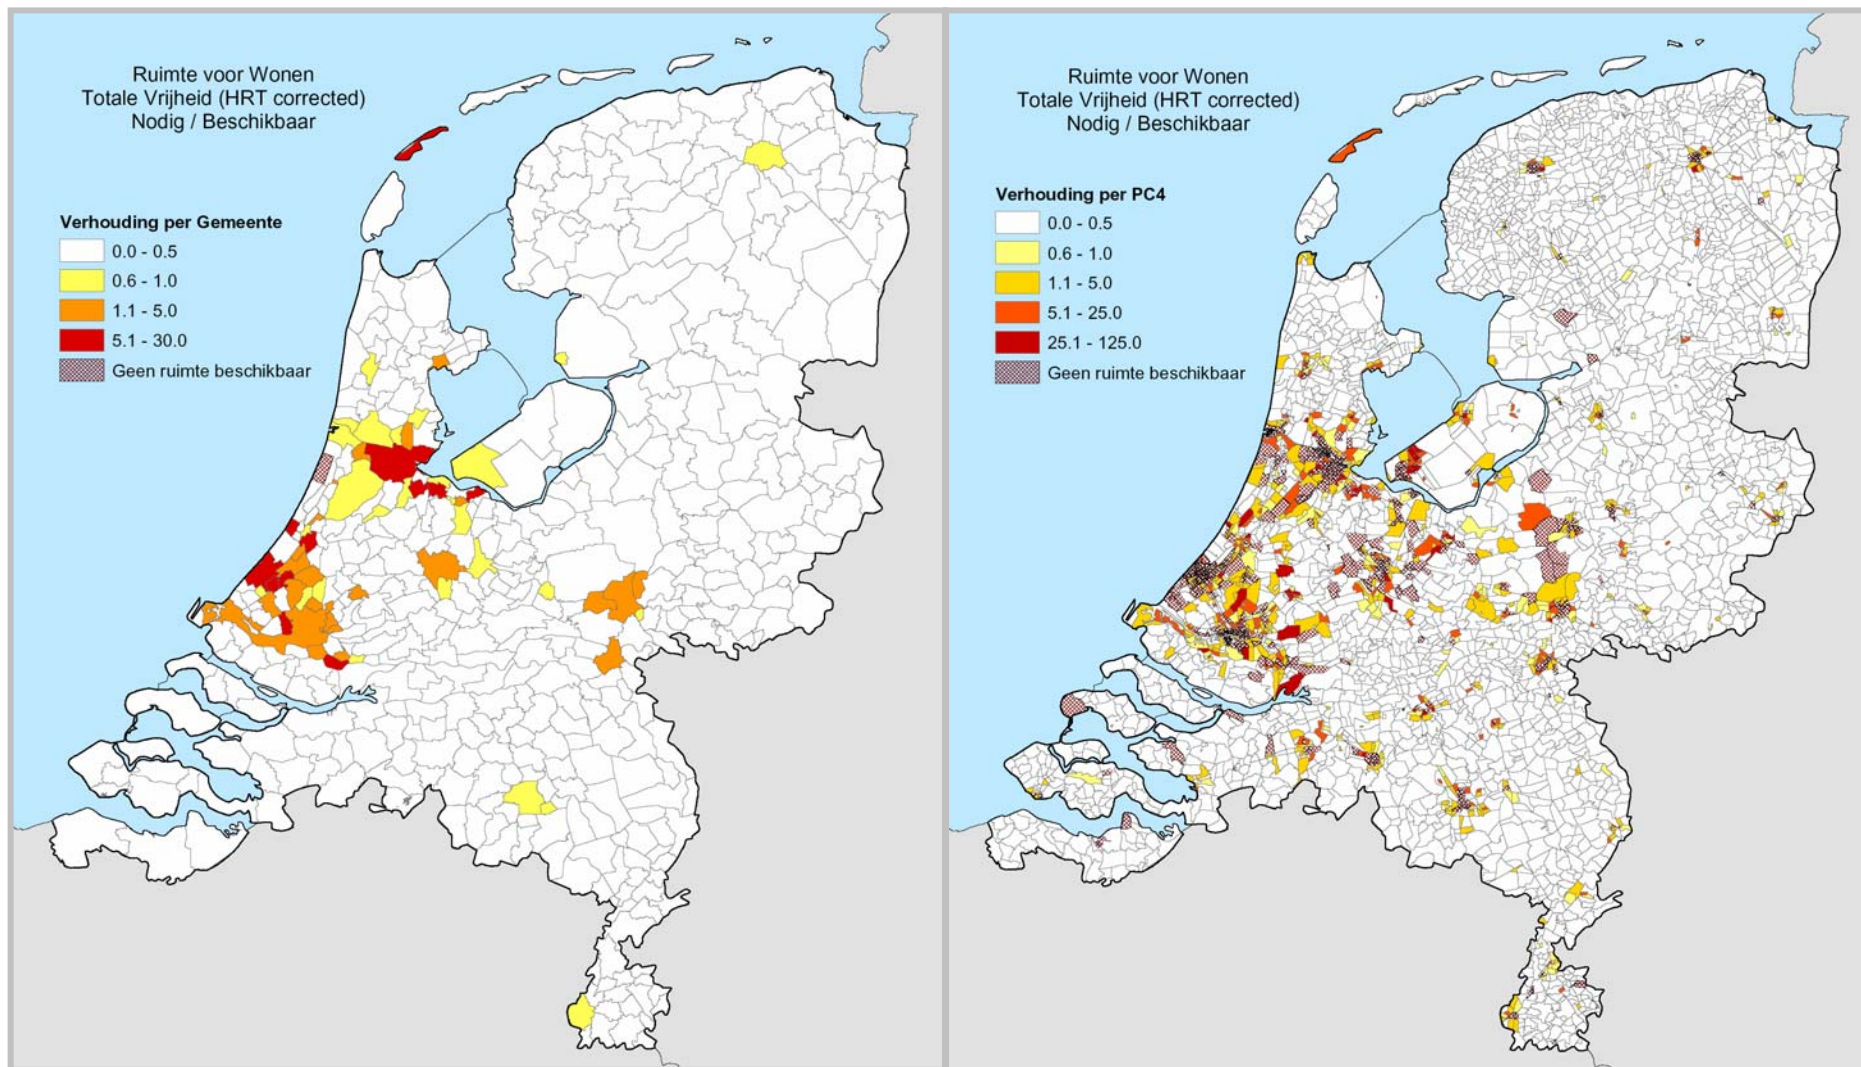 Ruimte voor Wonen
Totale Vrijheid (HRT corrected)
Nodig / Beschikbaar
Verhouding per Gemeente
0.0 - 0.5
0.6 - 1.0
1.1 - 5.0
5.1 - 30.0
Geen ruimte beschikbaar
Ruimte voor Wonen
Totale Vrijheid (HRT corrected)
Nodig / Beschikbaar
Verhouding per PC4
0.0 - 0.5
0.6 - 1.0
1.1 - 5.0
5.1 - 25.0
25.1 - 125.0
Geen ruimte beschikbaar